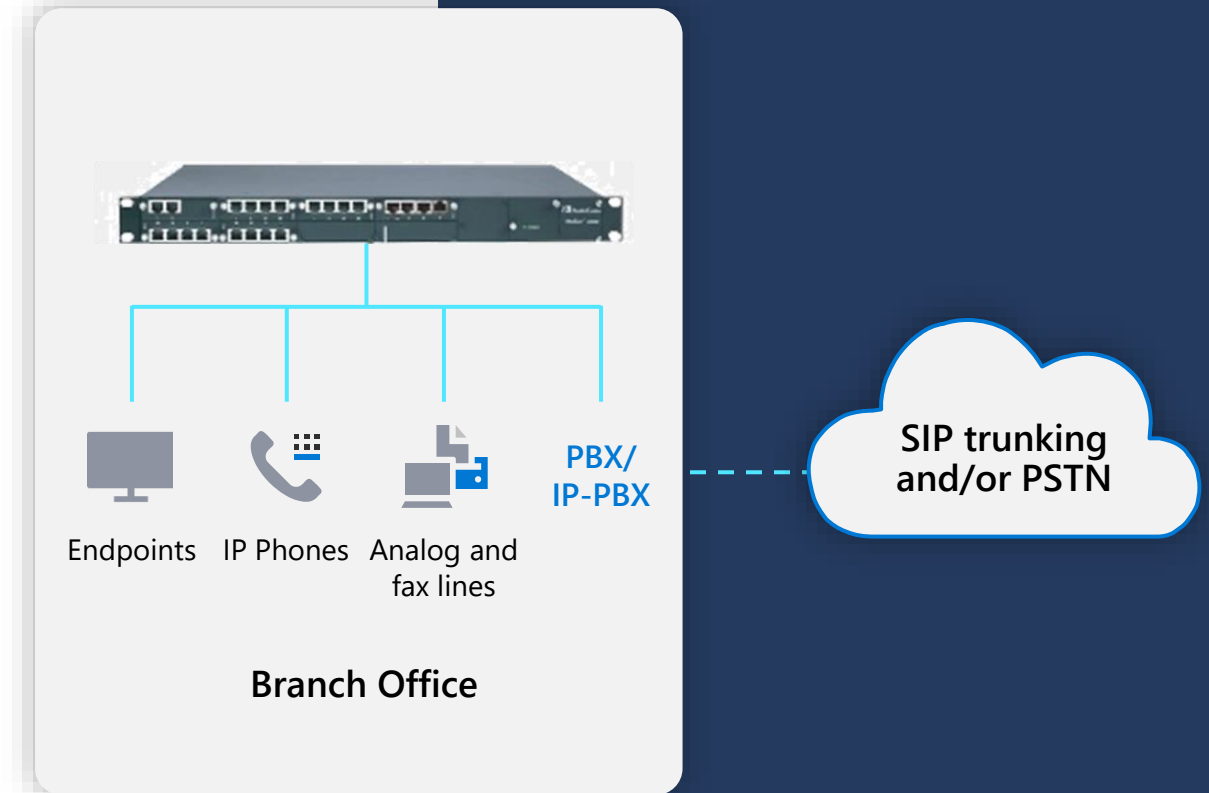 PBX/
IP-PBX
Endpoints
IP Phones
Analog and
fax lines
Branch Office
SIP trunking
and/or PSTN